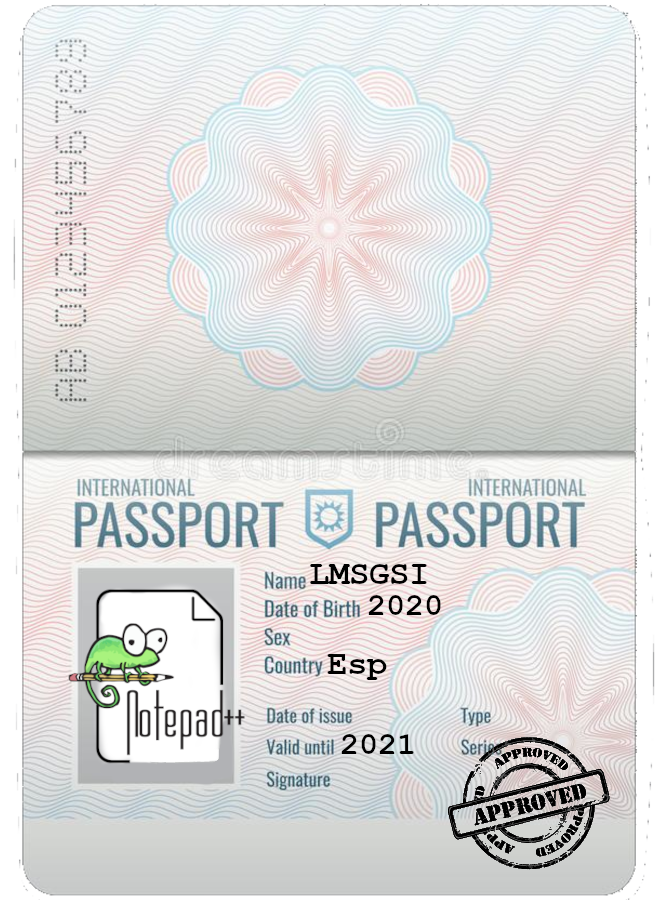 AB 0123456789
dreamstime.
INTERNATIONAL INTERNATIONAL
PASSPORT PASSPORT
Name LMSGSI
Date of Birth 2020
Sex
Country Esp
Notepad++
Date of issue Type
Valid until 2021 Series
Signature
APPROVED
APPROVED
APPROVED
APP